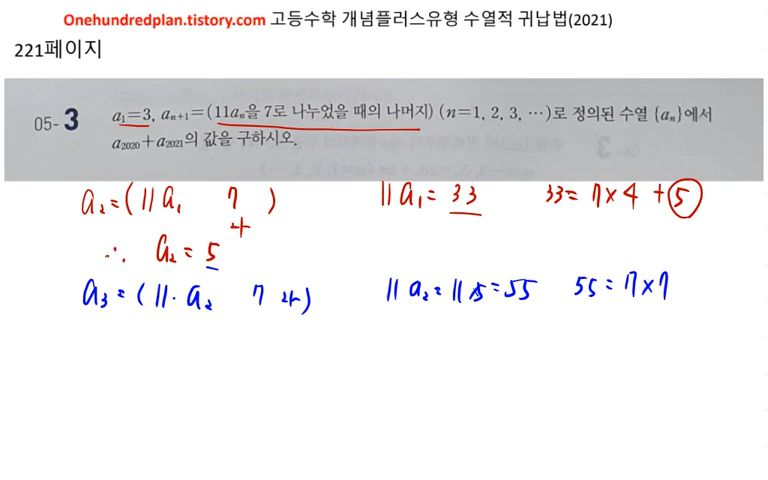 Onehundredplan.tistory.com 고등수학 개념플러스유형 수열적 귀납법(2021)
221페이지
05-3 a₁=3, aₙ₊₁=(11aₙ을 7로 나누었을 때의 나머지) (n=1, 2, 3, ⋯)로 정의된 수열 {aₙ}에서
a₂₀₂₀+a₂₀₂₁의 값을 구하시오.
a₂=(11a₁ 7 ) 11a₁=33 33=7×4+5
∴ a₂=5
a₃=(11·a₂ 7 ) 11a₂=11×5=55 55=7×7